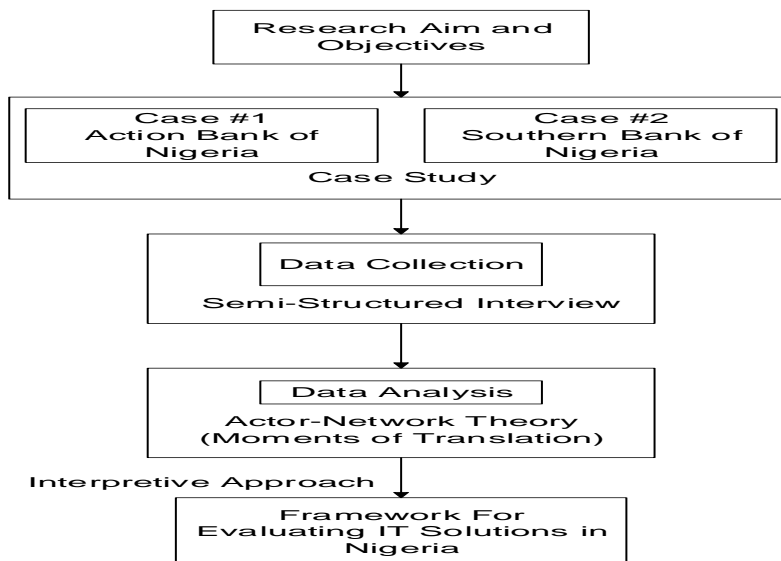 Research Aim and
Objectives
Case #1
Action Bank of
Nigeria
Case #2
Southern Bank of
Nigeria
Case Study
Data Collection
Semi-Structured Interview
Data Analysis
Actor-Network Theory
(Moments of Translation)
Interpretive Approach
Framework For
Evaluating IT Solutions in
Nigeria